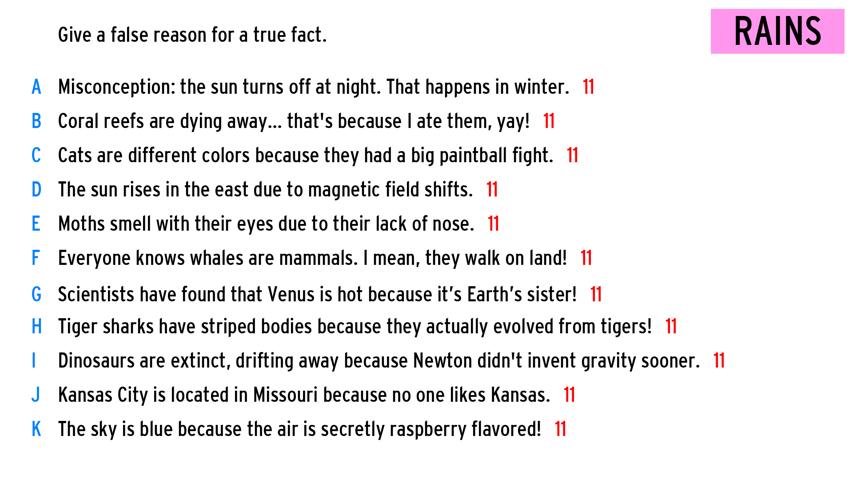 Give a false reason for a true fact.
RAINS
A Misconception: the sun turns off at night. That happens in winter. 11
B Coral reefs are dying away... that's because I ate them, yay! 11
C Cats are different colors because they had a big paintball fight. 11
D The sun rises in the east due to magnetic field shifts. 11
E Moths smell with their eyes due to their lack of nose. 11
F Everyone knows whales are mammals. I mean, they walk on land! 11
G Scientists have found that Venus is hot because it’s Earth’s sister! 11
H Tiger sharks have striped bodies because they actually evolved from tigers! 11
I Dinosaurs are extinct, drifting away because Newton didn't invent gravity sooner. 11
J Kansas City is located in Missouri because no one likes Kansas. 11
K The sky is blue because the air is secretly raspberry flavored! 11